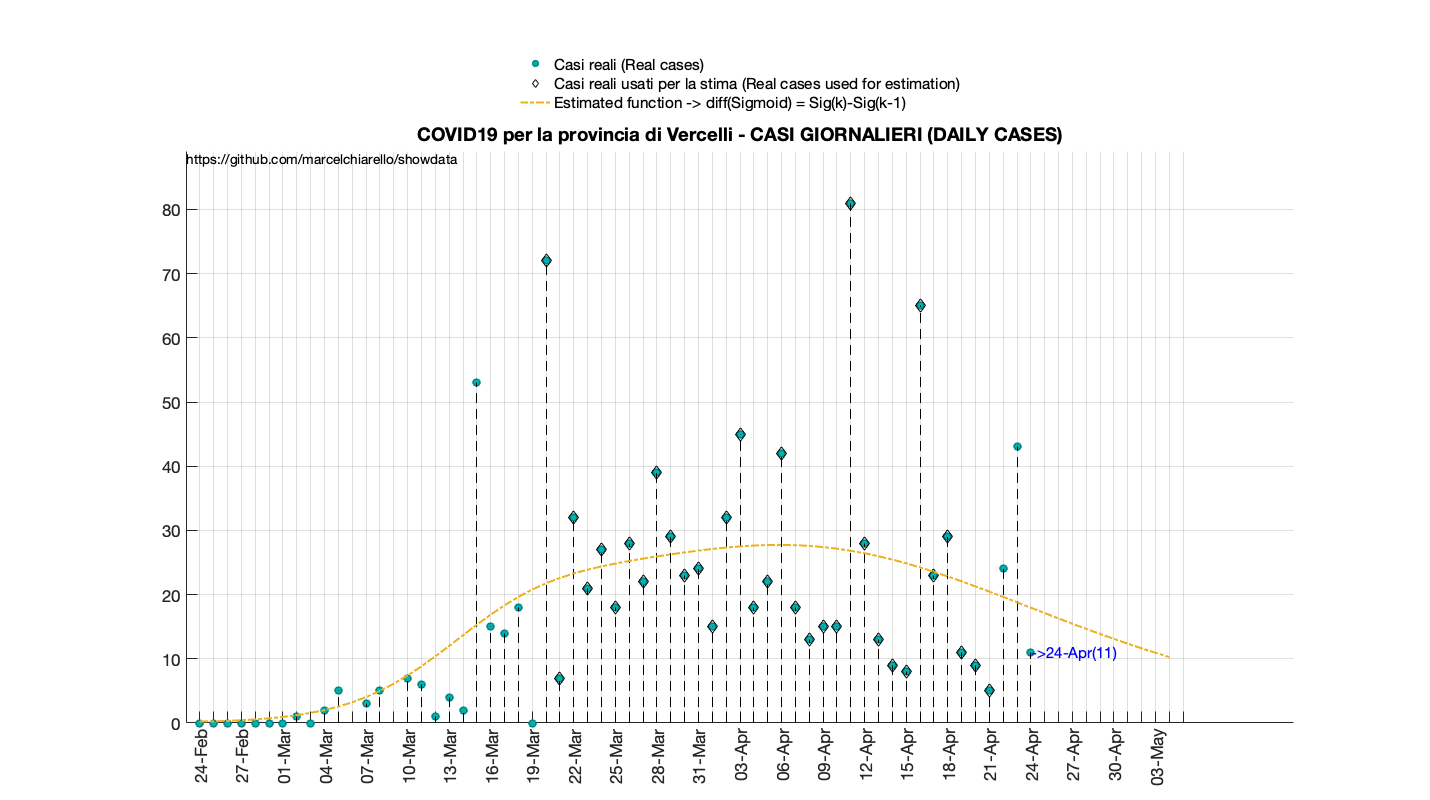 Casi reali (Real cases)
Casi reali usati per la stima (Real cases used for estimation)
Estimated function -> diff(Sigmoid) = Sig(k)-Sig(k-1)
COVID19 per la provincia di Vercelli - CASI GIORNALIERI (DAILY CASES)
https://github.com/marcelchiarello/showdata
80
70
60
50
40
30
20
10
0
->24-Apr(11)
24-Feb
27-Feb
01-Mar
04-Mar
07-Mar
10-Mar
13-Mar
16-Mar
19-Mar
22-Mar
25-Mar
28-Mar
31-Mar
03-Apr
06-Apr
09-Apr
12-Apr
15-Apr
18-Apr
21-Apr
24-Apr
27-Apr
30-Apr
03-May